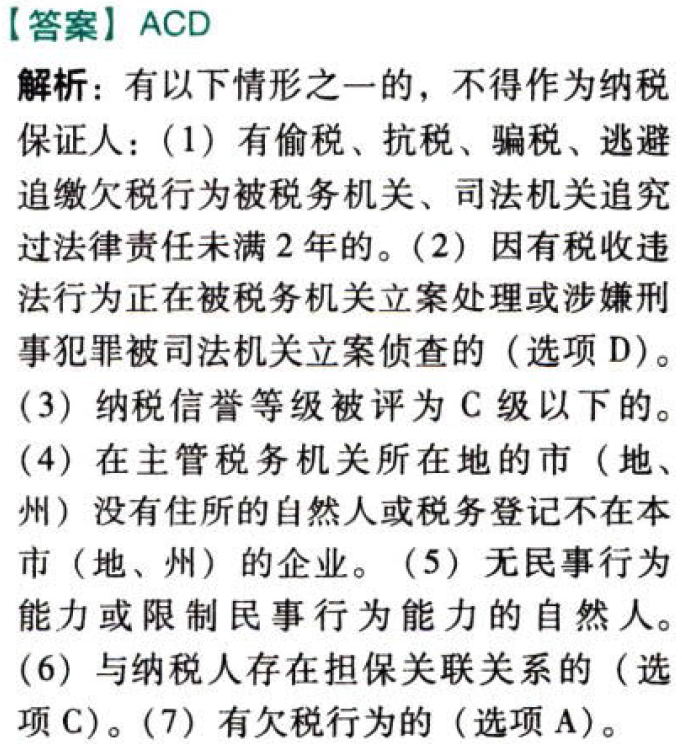 【答案】ACD
解析：有以下情形之一的，不得作为纳税
保证人：（1）有偷税、抗税、骗税、逃避
追缴欠税行为被税务机关、司法机关追究
过法律责任未满2年的。（2）因有税收违
法行为正在被税务机关立案处理或涉嫌刑
事犯罪被司法机关立案侦查的（选项D）。
（3）纳税信誉等级被评为C级以下的。
（4）在主管税务机关所在地的市（地、
州）没有住所的自然人或税务登记不在本
市（地、州）的企业。（5）无民事行为
能力或限制民事行为能力的自然人。
（6）与纳税人存在担保关联关系的（选
项C）。（7）有欠税行为的（选项A）。